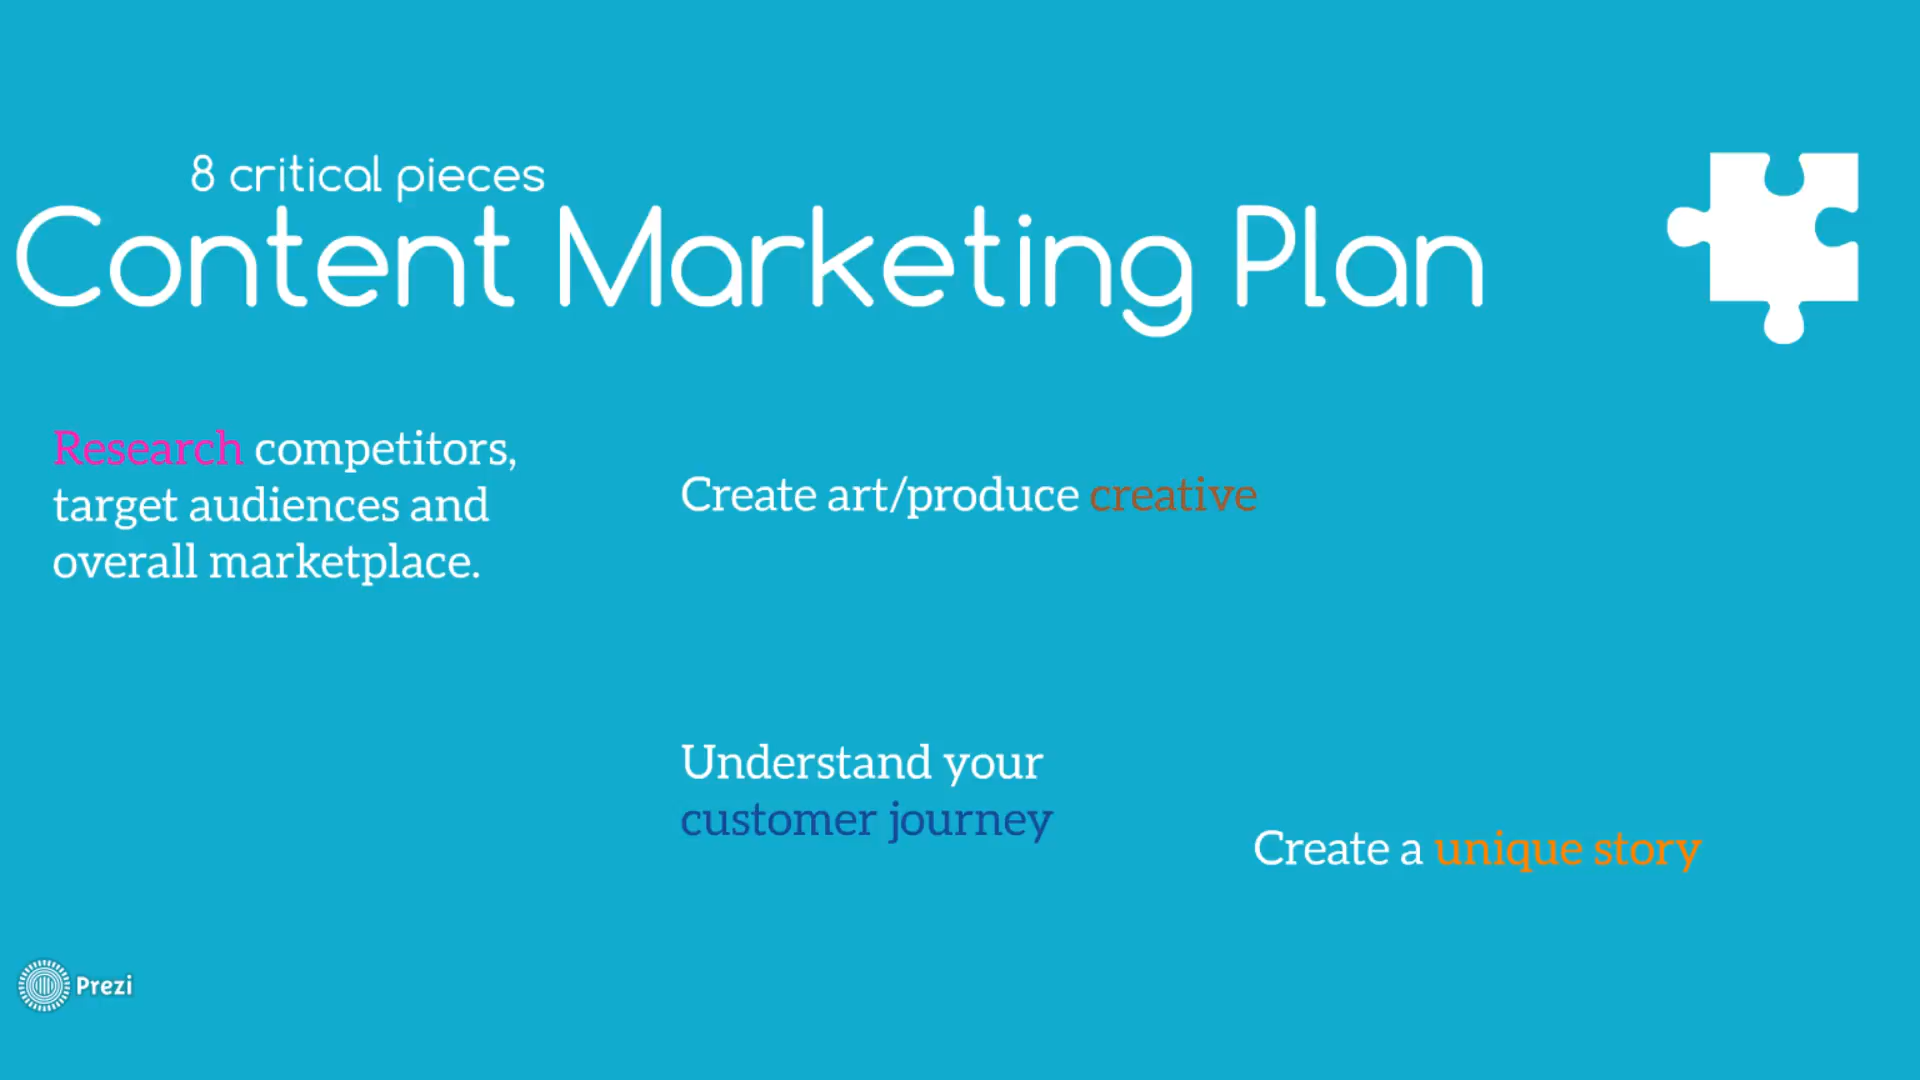 8 critical pieces
Content Marketing Plan
Research competitors,
target audiences and
overall marketplace.
Create art/produce creative
Understand your
customer journey
Create a unique story
Prezi